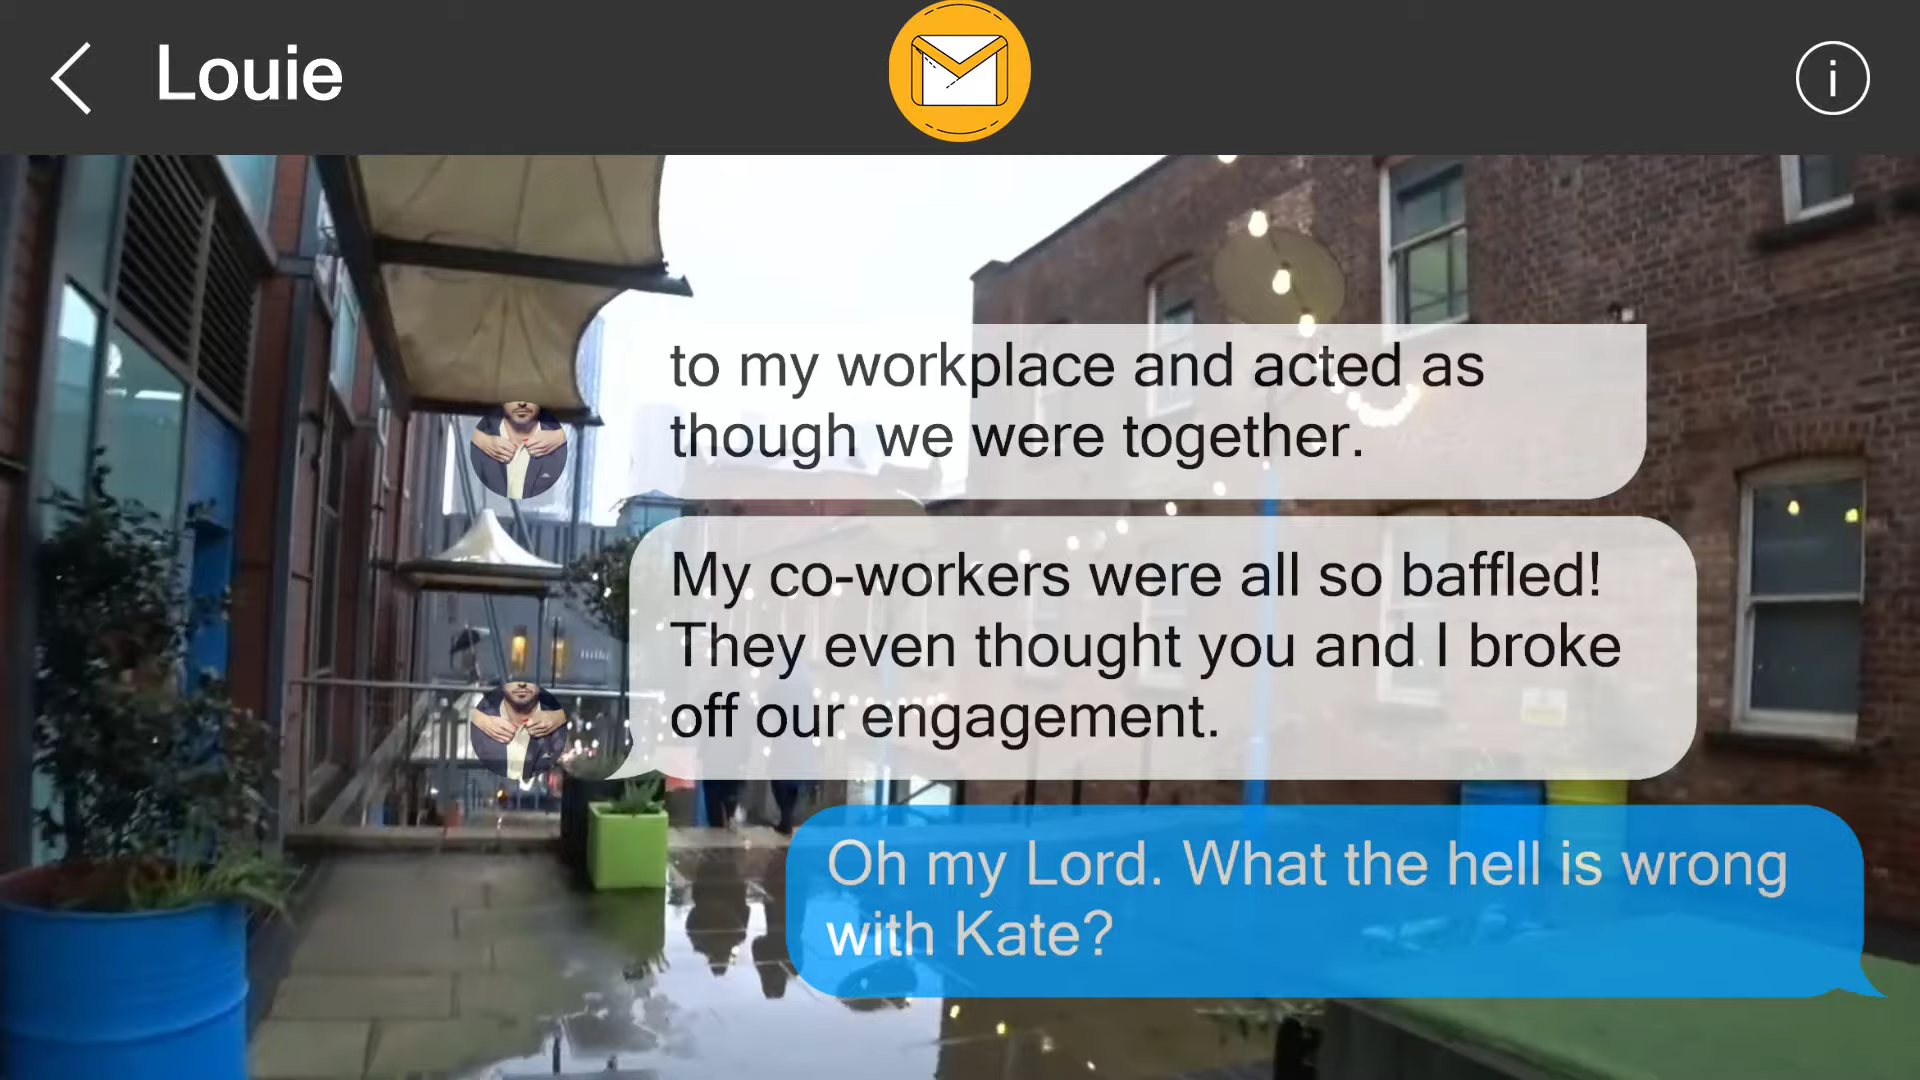 Louie
to my workplace and acted as
though we were together.
My co-workers were all so baffled!
They even thought you and I broke
off our engagement.
Oh my Lord. What the hell is wrong
with Kate?